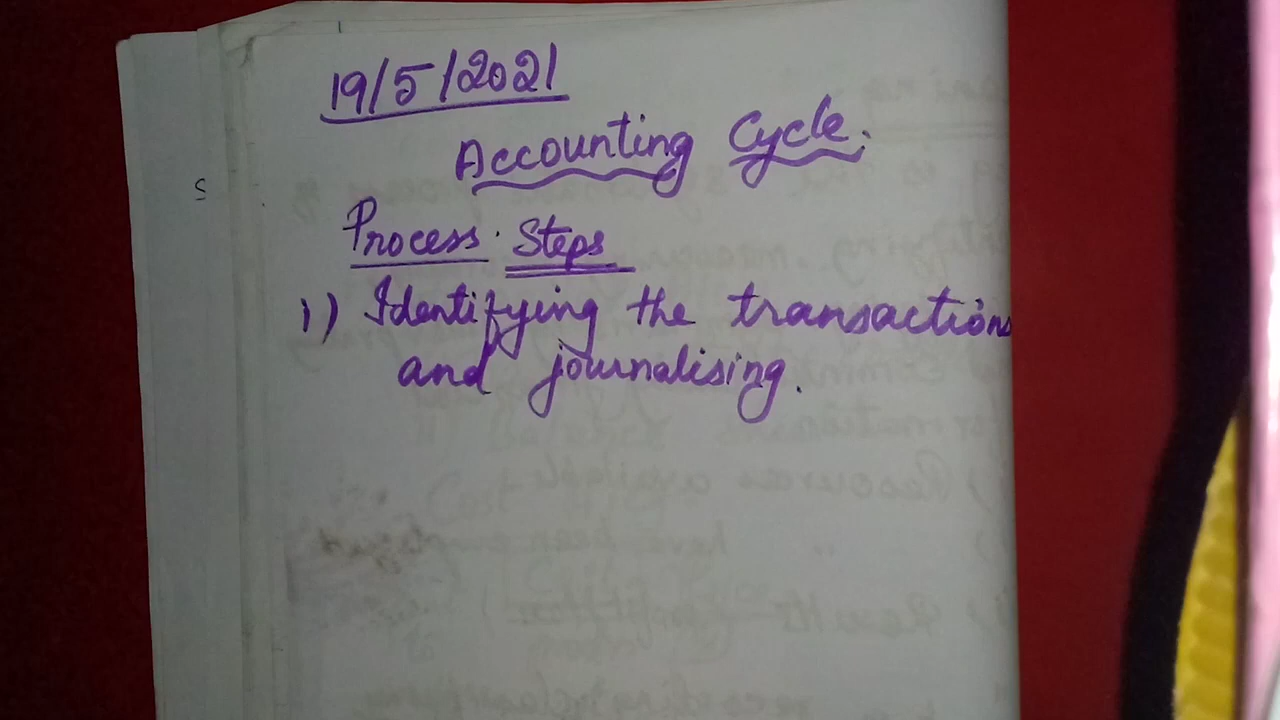 19/5/2021
Accounting Cycle.
Process Steps
1) Identifying the transactions
and journalising.